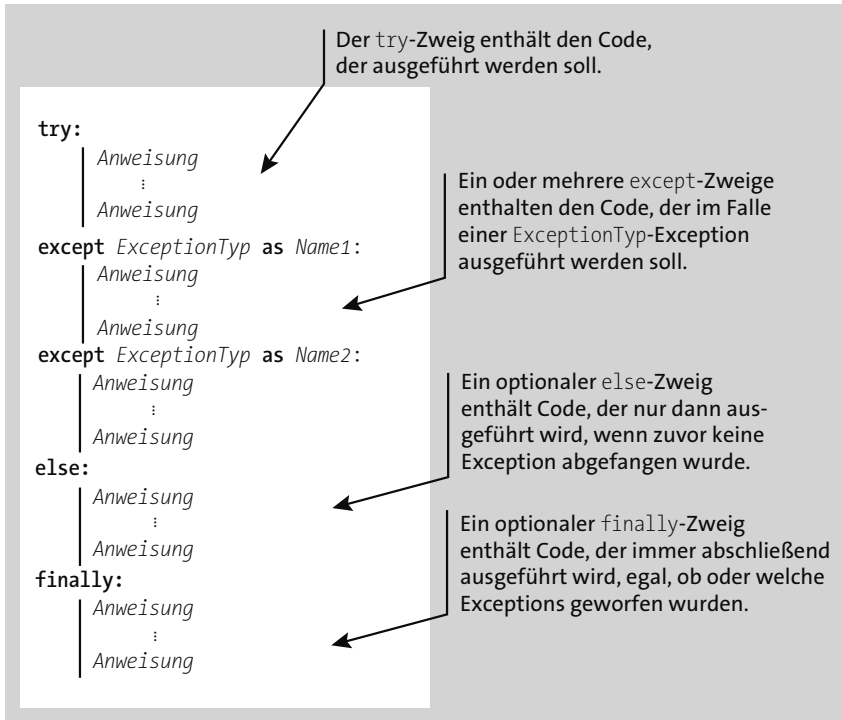 Der try-Zweig enthält den Code,
der ausgeführt werden soll.
try:
Anweisung
⋮
Anweisung
except ExceptionTyp as Name1:
Anweisung
⋮
Anweisung
except ExceptionTyp as Name2:
Anweisung
⋮
Anweisung
else:
Anweisung
⋮
Anweisung
finally:
Anweisung
⋮
Anweisung
Ein oder mehrere except-Zweige
enthalten den Code, der im Falle
einer ExceptionTyp-Exception
ausgeführt werden soll.
Ein optionaler else-Zweig
enthält Code, der nur dann aus-
geführt wird, wenn zuvor keine
Exception abgefangen wurde.
Ein optionaler finally-Zweig
enthält Code, der immer abschließend
ausgeführt wird, egal, ob oder welche
Exceptions geworfen wurden.